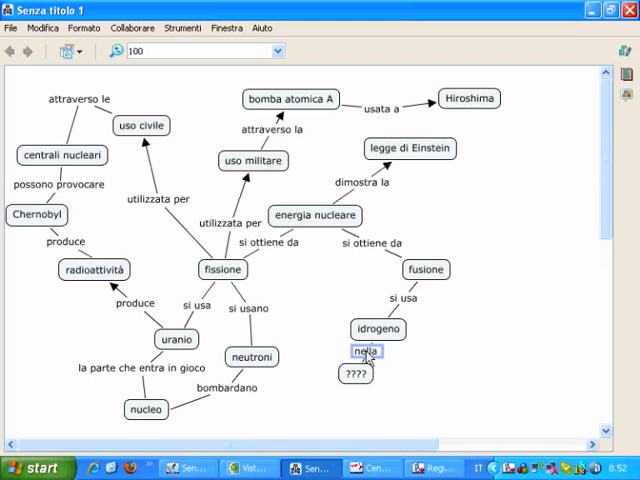 Senza titolo 1
File Modifica Formato Collaborare Strumenti Finestra Aiuto
100
attraverso le
bomba atomica A
Hiroshima
usata a
uso civile
attraverso la
centrali nucleari
uso militare
legge di Einstein
possono provocare
dimostra la
utilizzata per
Chernobyl
utilizzata per
energia nucleare
produce
si ottiene da
si ottiene da
radioattività
fissione
fusione
produce
si usa
si usano
si usa
idrogeno
uranio
nella
neutroni
la parte che entra in gioco
????
bombardano
nucleo
start
Sen...
Vist...
Sen...
Cen...
Regi...
IT
8.52